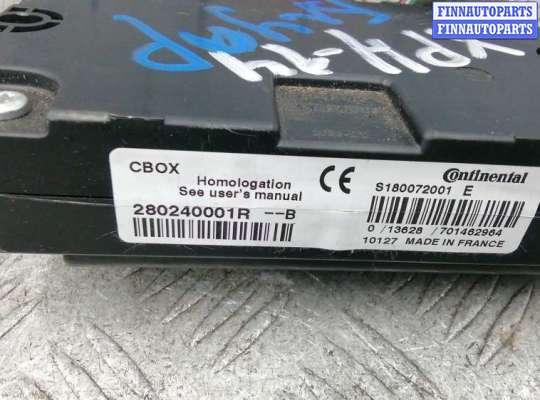 FINNAUTOPARTS
FINNAUTOPARTS
CBOX
Homologation
See user's manual
280240001R --B
CE
Continental
S180072001 E
0 / 13628 / 701462964
10127 MADE IN FRANCE